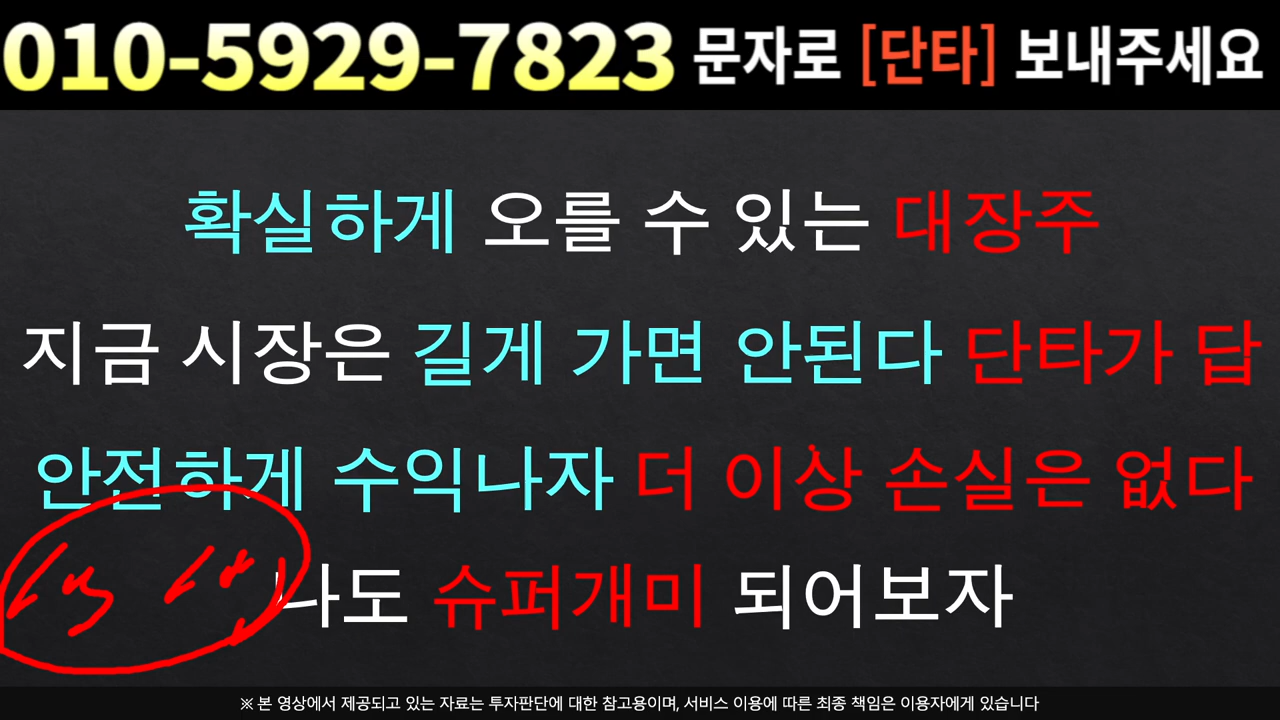 010-5929-7823 문자로 [단타] 보내주세요
확실하게 오를 수 있는 대장주
지금 시장은 길게 가면 안된다 단타가 답
안전하게 수익나자 더 이상 손실은 없다
나도 슈퍼개미 되어보자
※ 본 영상에서 제공되고 있는 자료는 투자판단에 대한 참고용이며, 서비스 이용에 따른 최종 책임은 이용자에게 있습니다